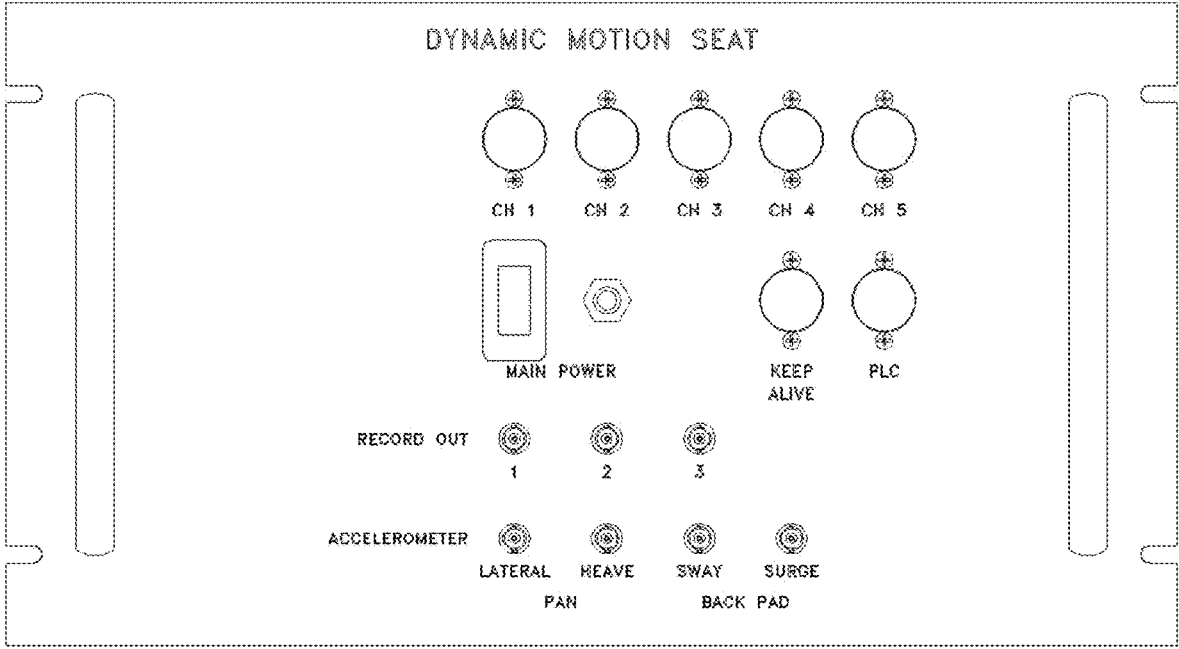 DYNAMIC MOTION SEAT
CH 1 CH 2 CH 3 CH 4 CH 5
MAIN POWER KEEP ALIVE PLC
RECORD OUT
1 2 3
ACCELEROMETER
LATERAL HEAVE SWAY SURGE
PAN BACK PAD